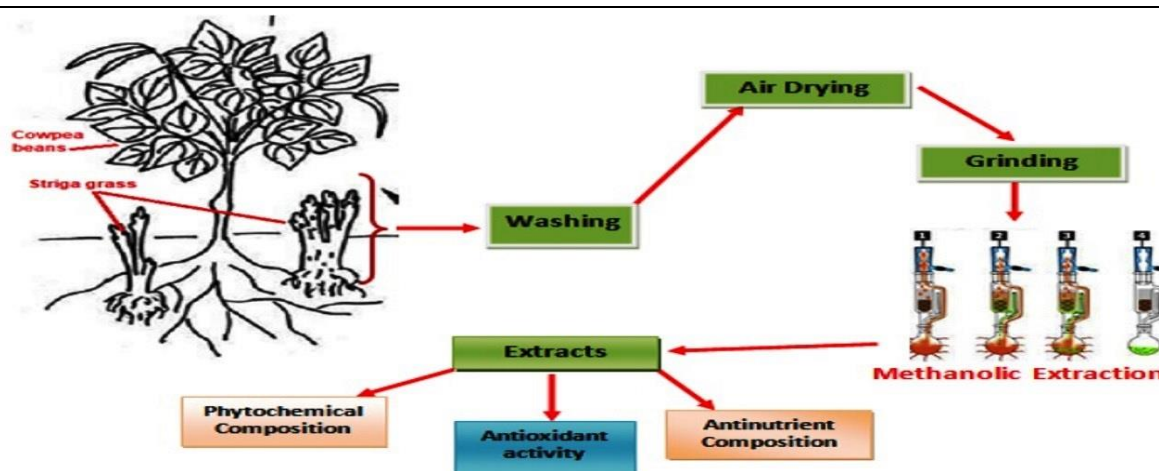 Cowpea
beans
Striga grass
Washing
Air Drying
Grinding
1 2 3 4
Methanolic Extraction
Extracts
Phytochemical
Composition
Antioxidant
activity
Antinutrient
Composition